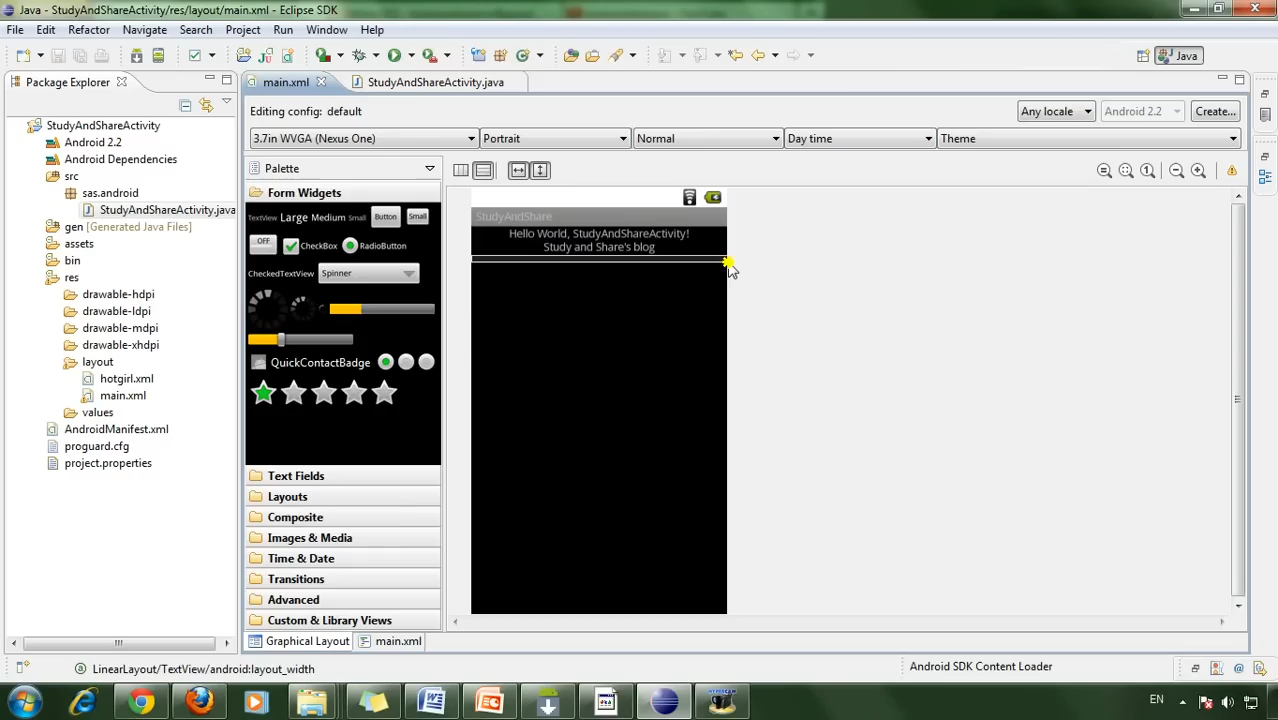 Java - StudyAndShareActivity/res/layout/main.xml - Eclipse SDK
File Edit Refactor Navigate Search Project Run Window Help
Java
Package Explorer
main.xml
StudyAndShareActivity.java
StudyAndShareActivity
Android 2.2
Android Dependencies
src
sas.android
StudyAndShareActivity.java
gen [Generated Java Files]
assets
bin
res
drawable-hdpi
drawable-ldpi
drawable-mdpi
drawable-xhdpi
layout
hotgirl.xml
main.xml
values
AndroidManifest.xml
proguard.cfg
project.properties
Editing config: default
Any locale
Android 2.2
Create...
3.7in WVGA (Nexus One)
Portrait
Normal
Day time
Theme
Palette
Form Widgets
TextView Large Medium Small Button Small
OFF CheckBox RadioButton
CheckedTextView Spinner
QuickContactBadge
Text Fields
Layouts
Composite
Images & Media
Time & Date
Transitions
Advanced
Custom & Library Views
StudyAndShare
Hello World, StudyAndShareActivity!
Study and Share's blog
Graphical Layout
main.xml
LinearLayout/TextView/android:layout_width
Android SDK Content Loader
EN